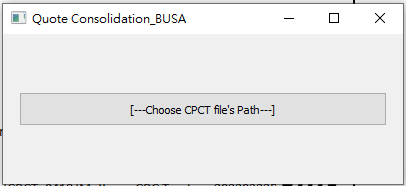 Quote Consolidation_BUSA
[---Choose CPCT file's Path---]